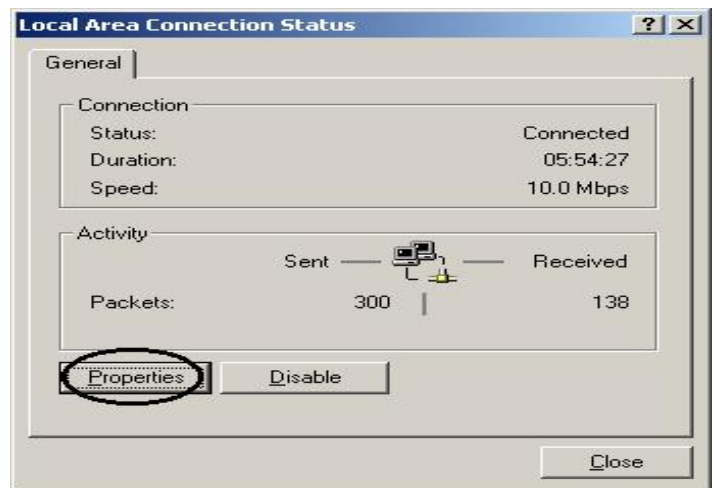 Local Area Connection Status
General
Connection
Status: Connected
Duration: 05:54:27
Speed: 10.0 Mbps
Activity
Sent Received
Packets: 300 138
Properties Disable
Close